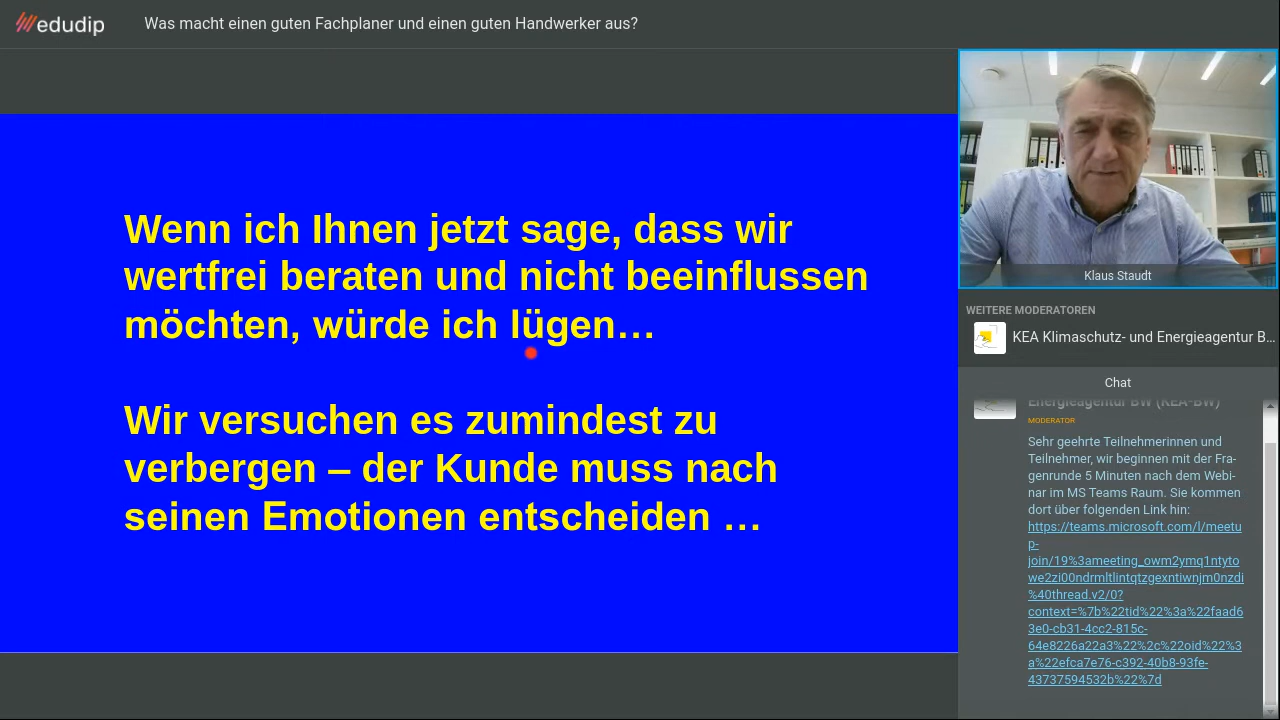 edudip
Was macht einen guten Fachplaner und einen guten Handwerker aus?
Wenn ich Ihnen jetzt sage, dass wir
wertfrei beraten und nicht beeinflussen
möchten, würde ich lügen…
Wir versuchen es zumindest zu
verbergen – der Kunde muss nach
seinen Emotionen entscheiden …
Klaus Staudt
WEITERE MODERATOREN
KEA Klimaschutz- und Energieagentur B...
Chat
Energieagentur BW (KEA-BW)
MODERATOR
Sehr geehrte Teilnehmerinnen und
Teilnehmer, wir beginnen mit der Fra-
genrunde 5 Minuten nach dem Webi-
nar im MS Teams Raum. Sie kommen
dort über folgenden Link hin:
https://teams.microsoft.com/l/meetu
p-
join/19%3ameeting_owm2ymq1ntyto
we2zi00ndrmltlintqtzgexntiwnjm0nzdi
%40thread.v2/0?
context=%7b%22tid%22%3a%22faad6
3e0-cb31-4cc2-815c-
64e8226a22a3%22%2c%22oid%22%3
a%22efca7e76-c392-40b8-93fe-
43737594532b%22%7d